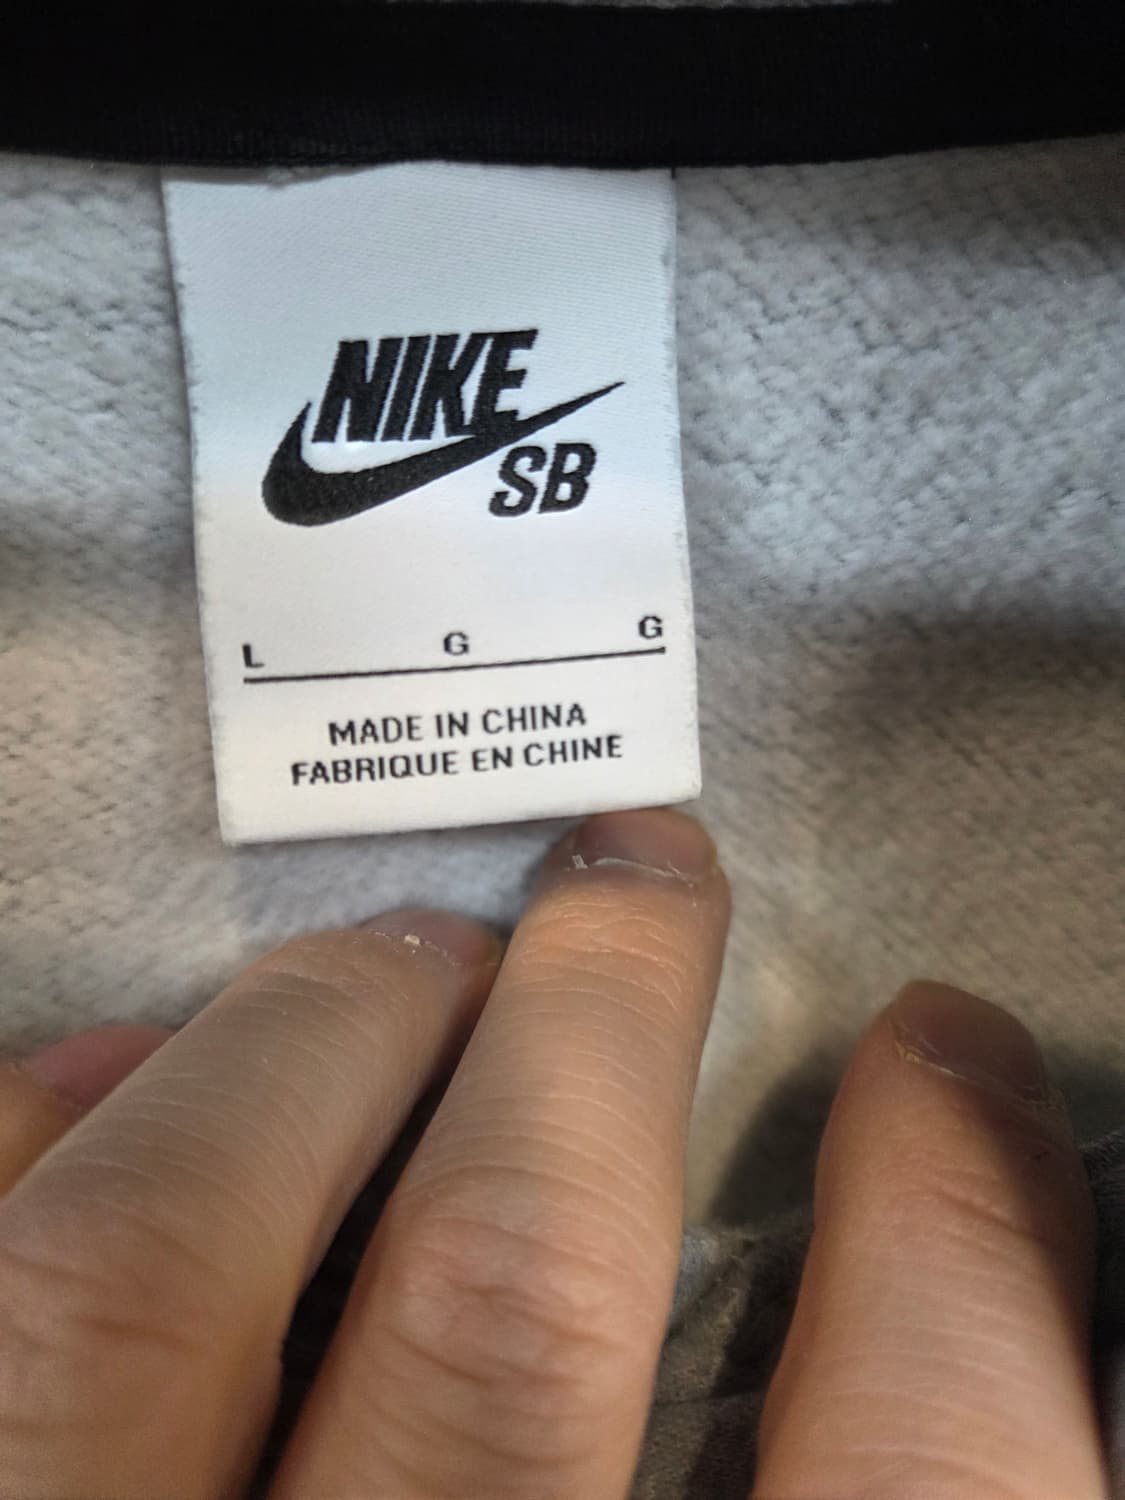 NIKE
SB
L G G
MADE IN CHINA
FABRIQUE EN CHINE